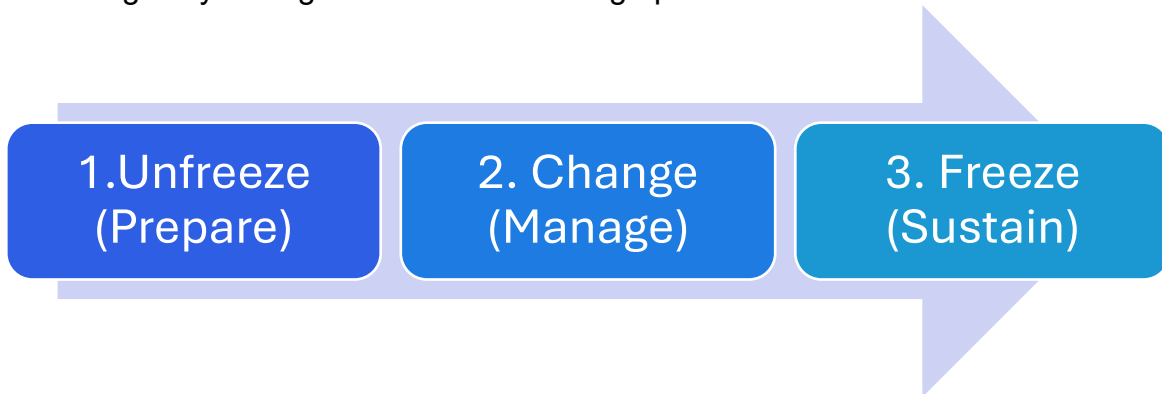 1.Unfreeze
(Prepare)
2. Change
(Manage)
3. Freeze
(Sustain)